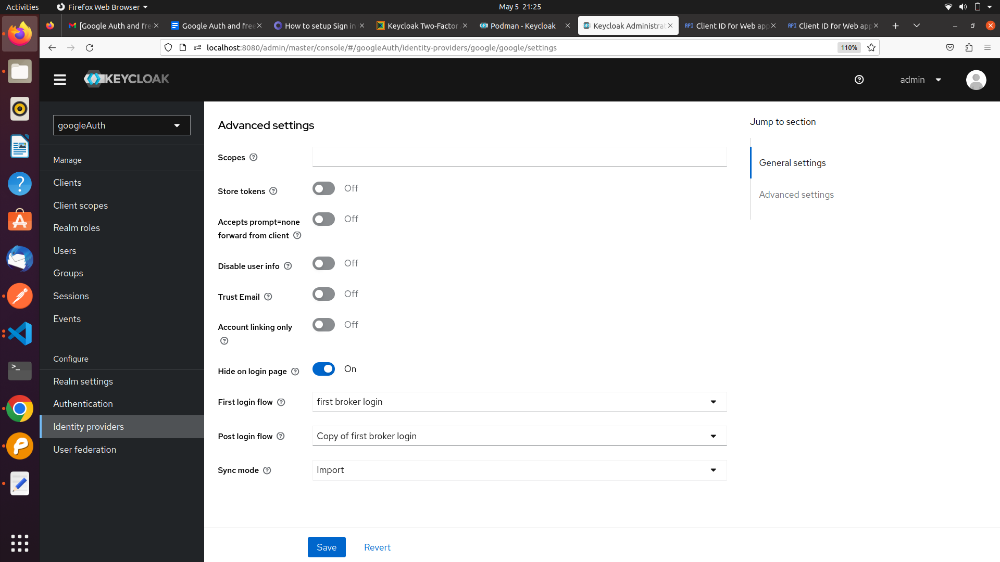 Activities
Firefox Web Browser
May 5 21:25
[Google Auth and fre
Google Auth and free
How to setup Sign in
Keycloak Two-Factor
Podman - Keycloak
Keycloak Administrat
API Client ID for Web app
API Client ID for Web app
localhost:8080/admin/master/console/#/googleAuth/identity-providers/google/google/settings
110%
KEYCLOAK
admin
googleAuth
Manage
Clients
Client scopes
Realm roles
Users
Groups
Sessions
Events
Configure
Realm settings
Authentication
Identity providers
User federation
Advanced settings
Scopes
Store tokens
Off
Accepts prompt=none
forward from client
Off
Disable user info
Off
Trust Email
Off
Account linking only
Off
Hide on login page
On
First login flow
first broker login
Post login flow
Copy of first broker login
Sync mode
Import
Save
Revert
Jump to section
General settings
Advanced settings